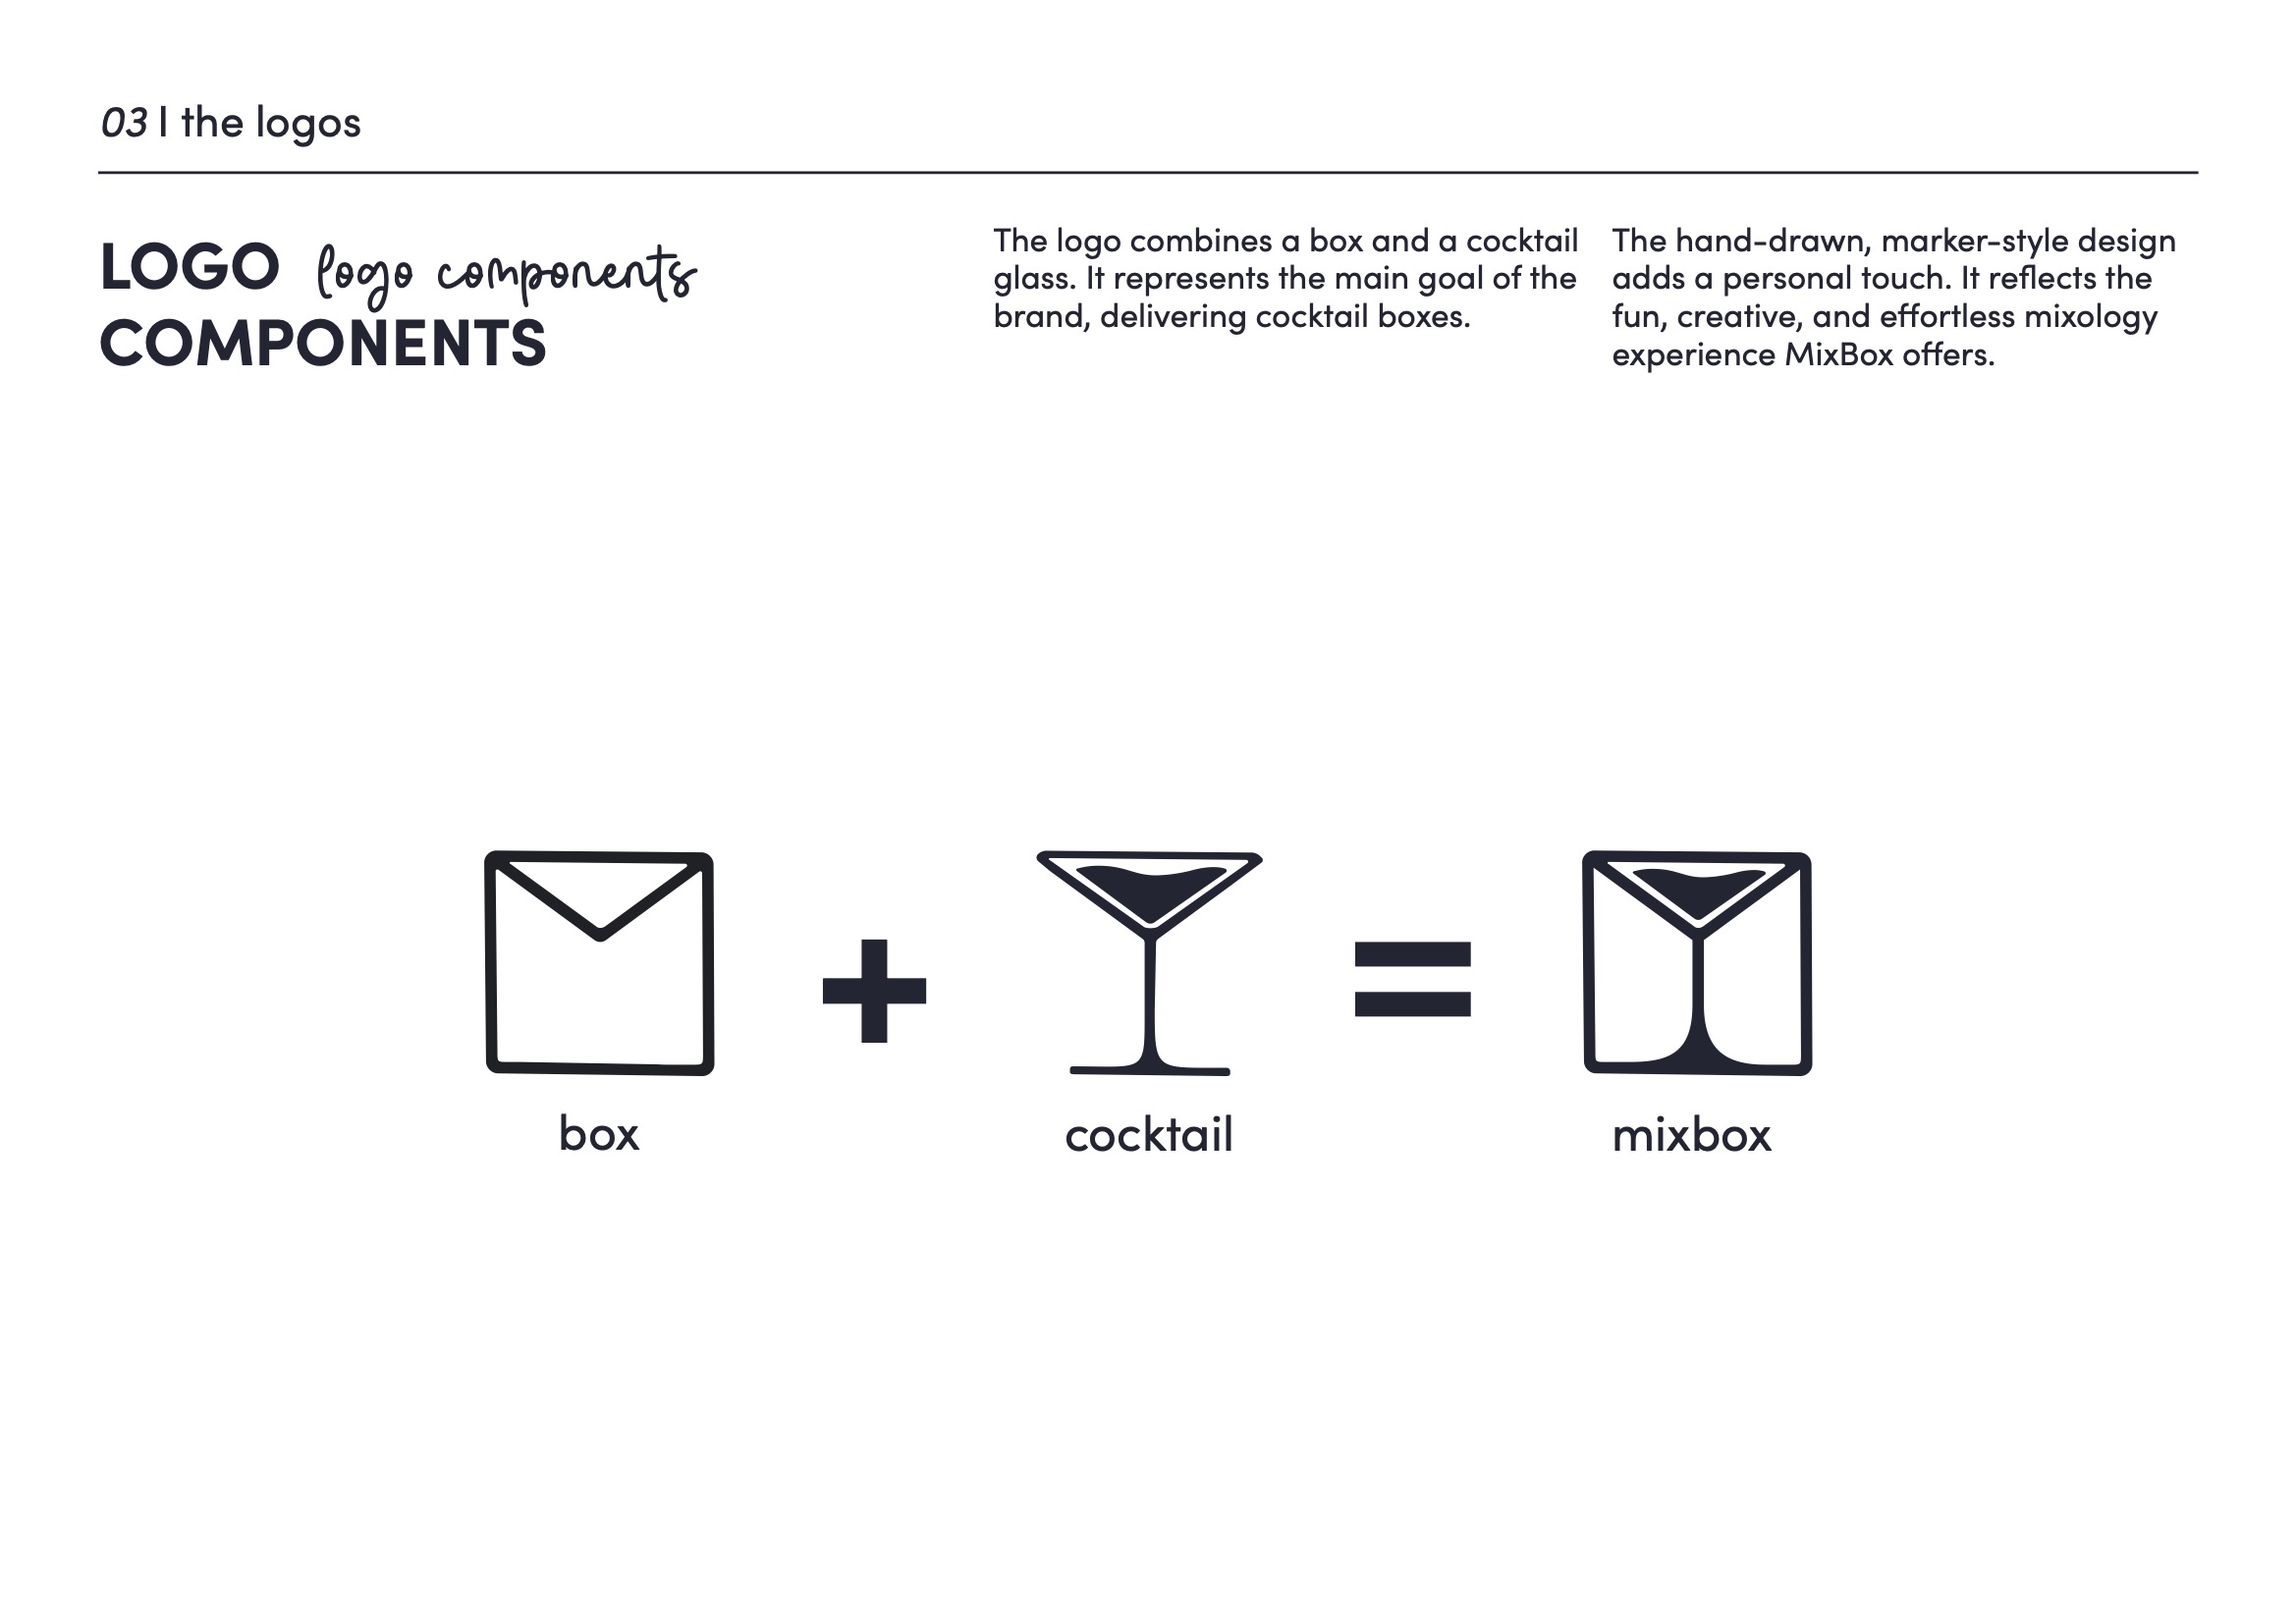 03 | the logos
LOGO
COMPONENTS
logo componets
The logo combines a box and a cocktail
glass. It represents the main goal of the
brand, delivering cocktail boxes.
The hand-drawn, marker-style design
adds a personal touch. It reflects the
fun, creative, and effortless mixology
experience MixBox offers.
+
=
box
cocktail
mixbox